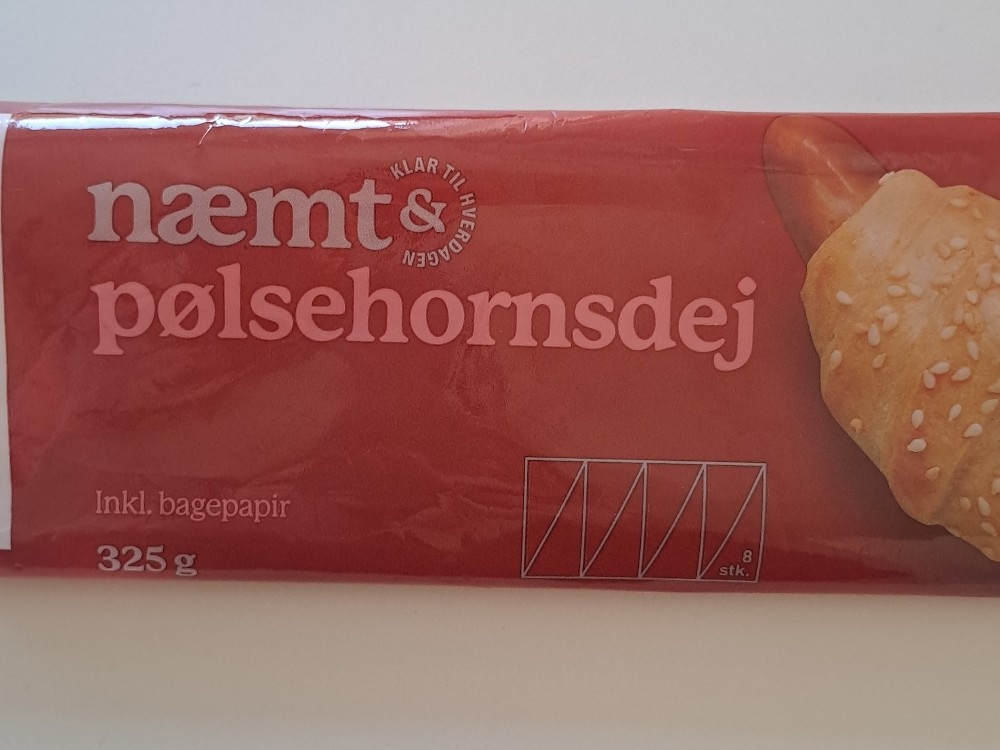 næmt &
KLAR TIL HVERDAGEN
pølsehornsdej
Inkl. bagepapir
325 g
8
stk.